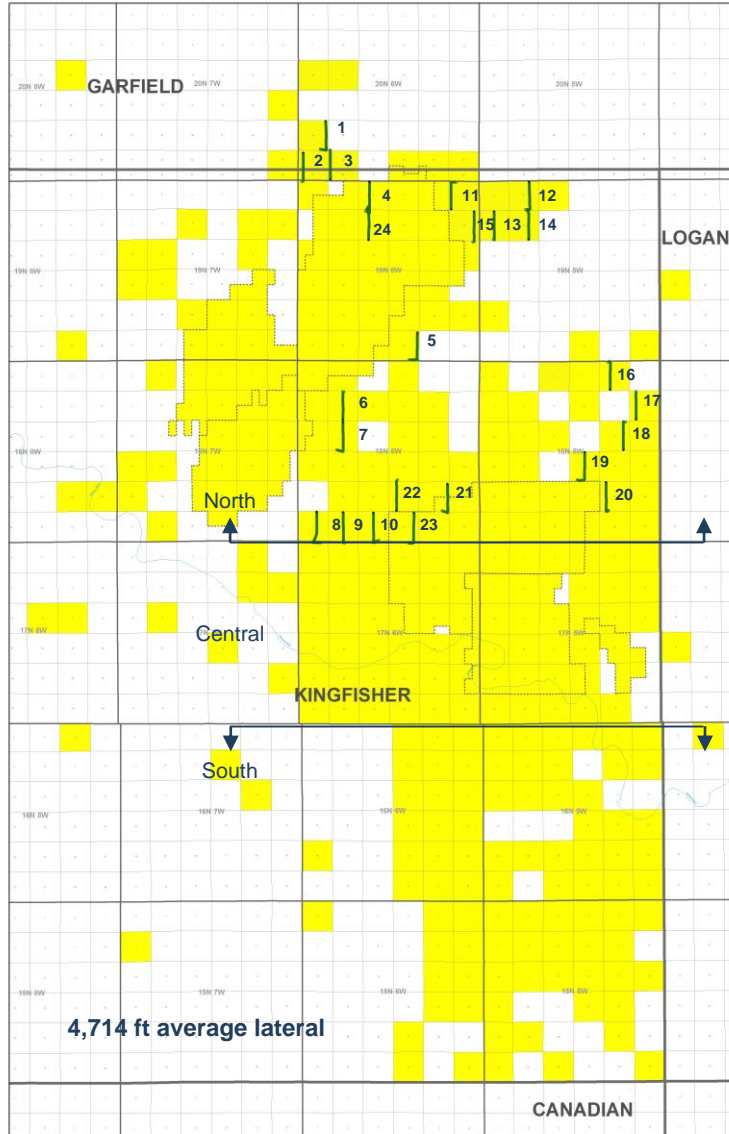 20N 8W
GARFIELD
20N 7W
20N 6W
20N 5W
1
2
3
4
11
12
24
15
13
14
LOGAN
19N 8W
19N 7W
19N 5W
5
16
6
17
7
18
18N 8W
18N 7W
18N 6W
18N 5W
19
22
21
20
North
8
9
10
23
Central
17N 8W
17N 6W
17N 5W
KINGFISHER
South
16N 8W
16N 7W
16N 5W
15N 8W
15N 7W
15N 6W
15N 5W
4,714 ft average lateral
CANADIAN